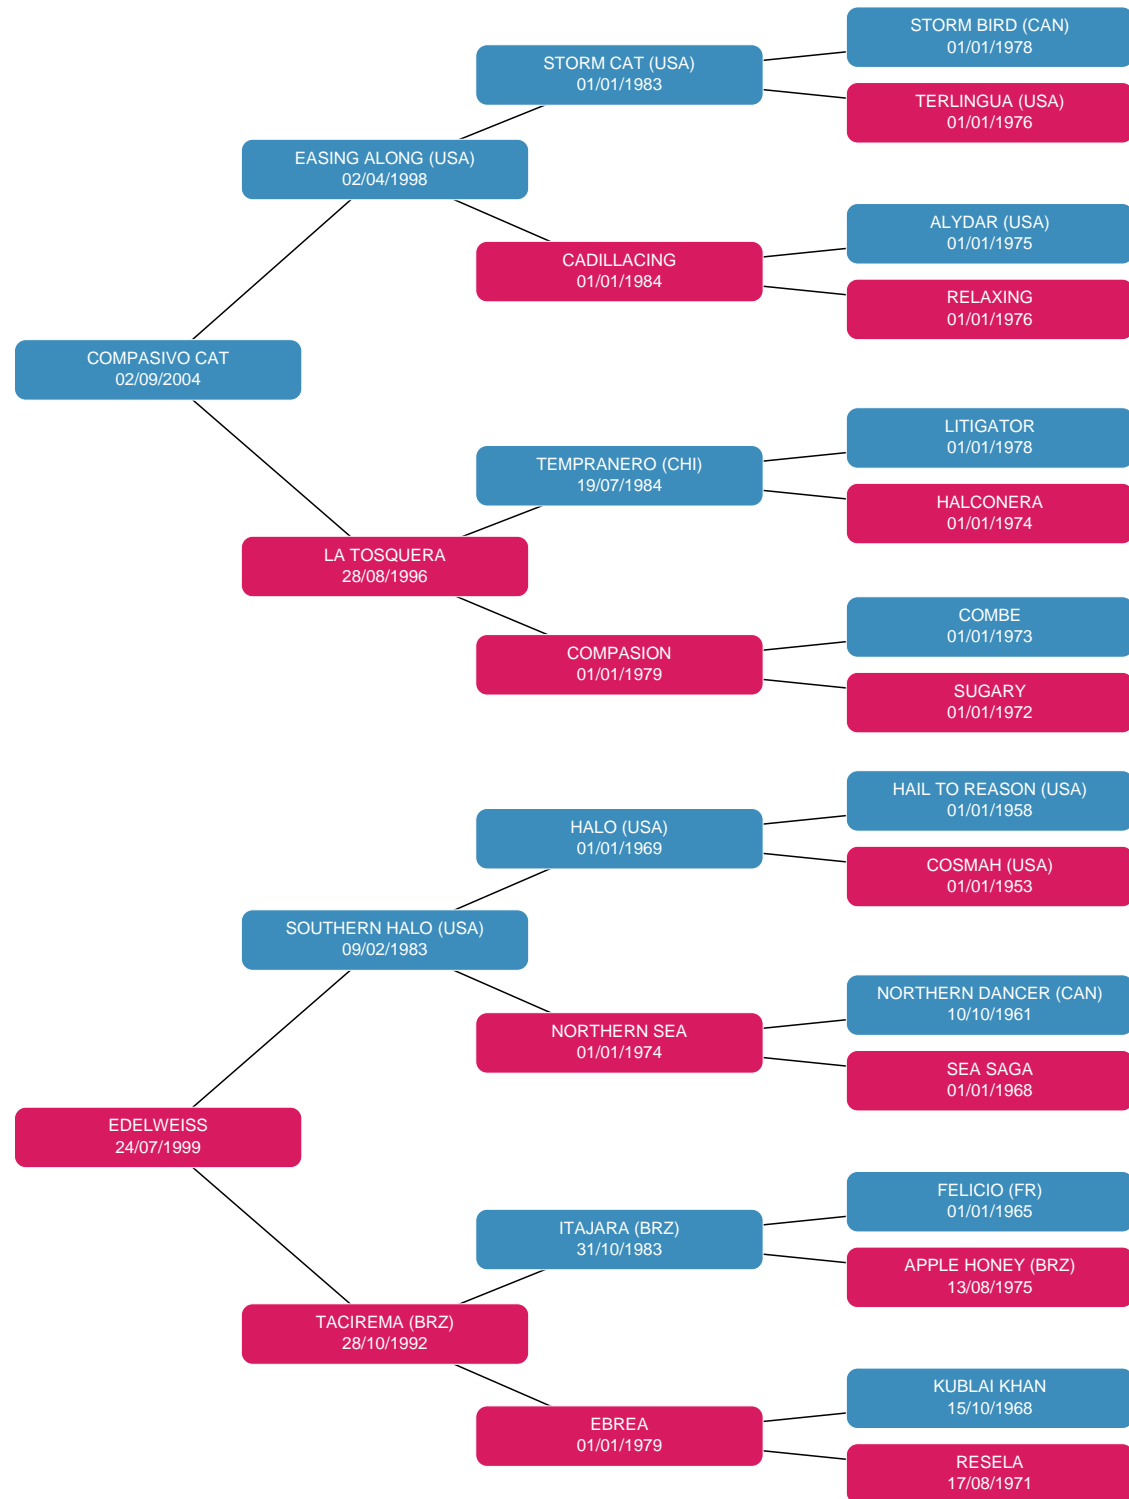 STORM BIRD (CAN)
01/01/1978
STORM CAT (USA)
01/01/1983
TERLINGUA (USA)
01/01/1976
EASING ALONG (USA)
02/04/1998
ALYDAR (USA)
01/01/1975
CADILLACING
01/01/1984
RELAXING
01/01/1976
COMPASIVO CAT
02/09/2004
LITIGATOR
01/01/1978
TEMPRANERO (CHI)
19/07/1984
HALCONERA
01/01/1974
LA TOSQUERA
28/08/1996
COMBE
01/01/1973
COMPASION
01/01/1979
SUGARY
01/01/1972
HAIL TO REASON (USA)
01/01/1958
HALO (USA)
01/01/1969
COSMAH (USA)
01/01/1953
SOUTHERN HALO (USA)
09/02/1983
NORTHERN DANCER (CAN)
10/10/1961
NORTHERN SEA
01/01/1974
SEA SAGA
01/01/1968
EDELWEISS
24/07/1999
FELICIO (FR)
01/01/1965
ITAJARA (BRZ)
31/10/1983
APPLE HONEY (BRZ)
13/08/1975
TACIREMA (BRZ)
28/10/1992
KUBLAI KHAN
15/10/1968
EBREA
01/01/1979
RESELA
17/08/1971